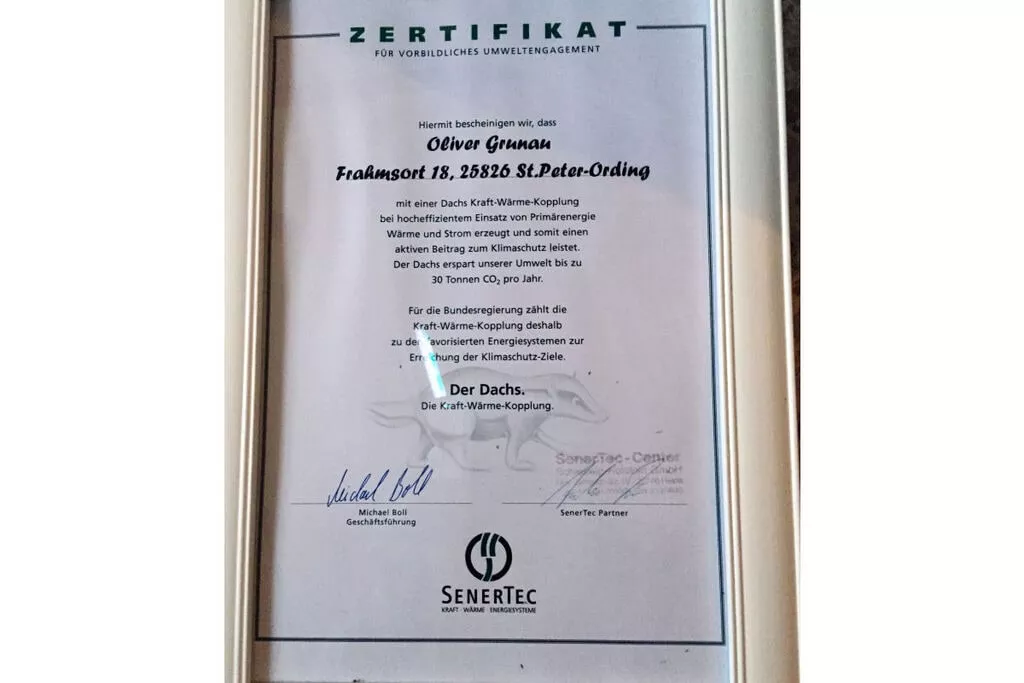 ZERTIFIKAT
FÜR VORBILDLICHES UMWELTENGAGEMENT
Hiermit bescheinigen wir, dass
Oliver Grunau
Frahmsort 18, 25826 St.Peter-Ording
mit einer Dachs Kraft-Wärme-Kopplung
bei hocheffizientem Einsatz von Primärenergie
Wärme und Strom erzeugt und somit einen
aktiven Beitrag zum Klimaschutz leistet.
Der Dachs erspart unserer Umwelt bis zu
30 Tonnen CO₂ pro Jahr.
Für die Bundesregierung zählt die
Kraft-Wärme-Kopplung deshalb
zu den favorisierten Energiesystemen zur
Erreichung der Klimaschutz-Ziele.
Der Dachs.
Die Kraft-Wärme-Kopplung.
SenerTec-Center
GmbH
Michael Boll
Michael Boll
Geschäftsführung
SenerTec Partner
SENERTEC
KRAFT · WÄRME · ENERGIESYSTEME